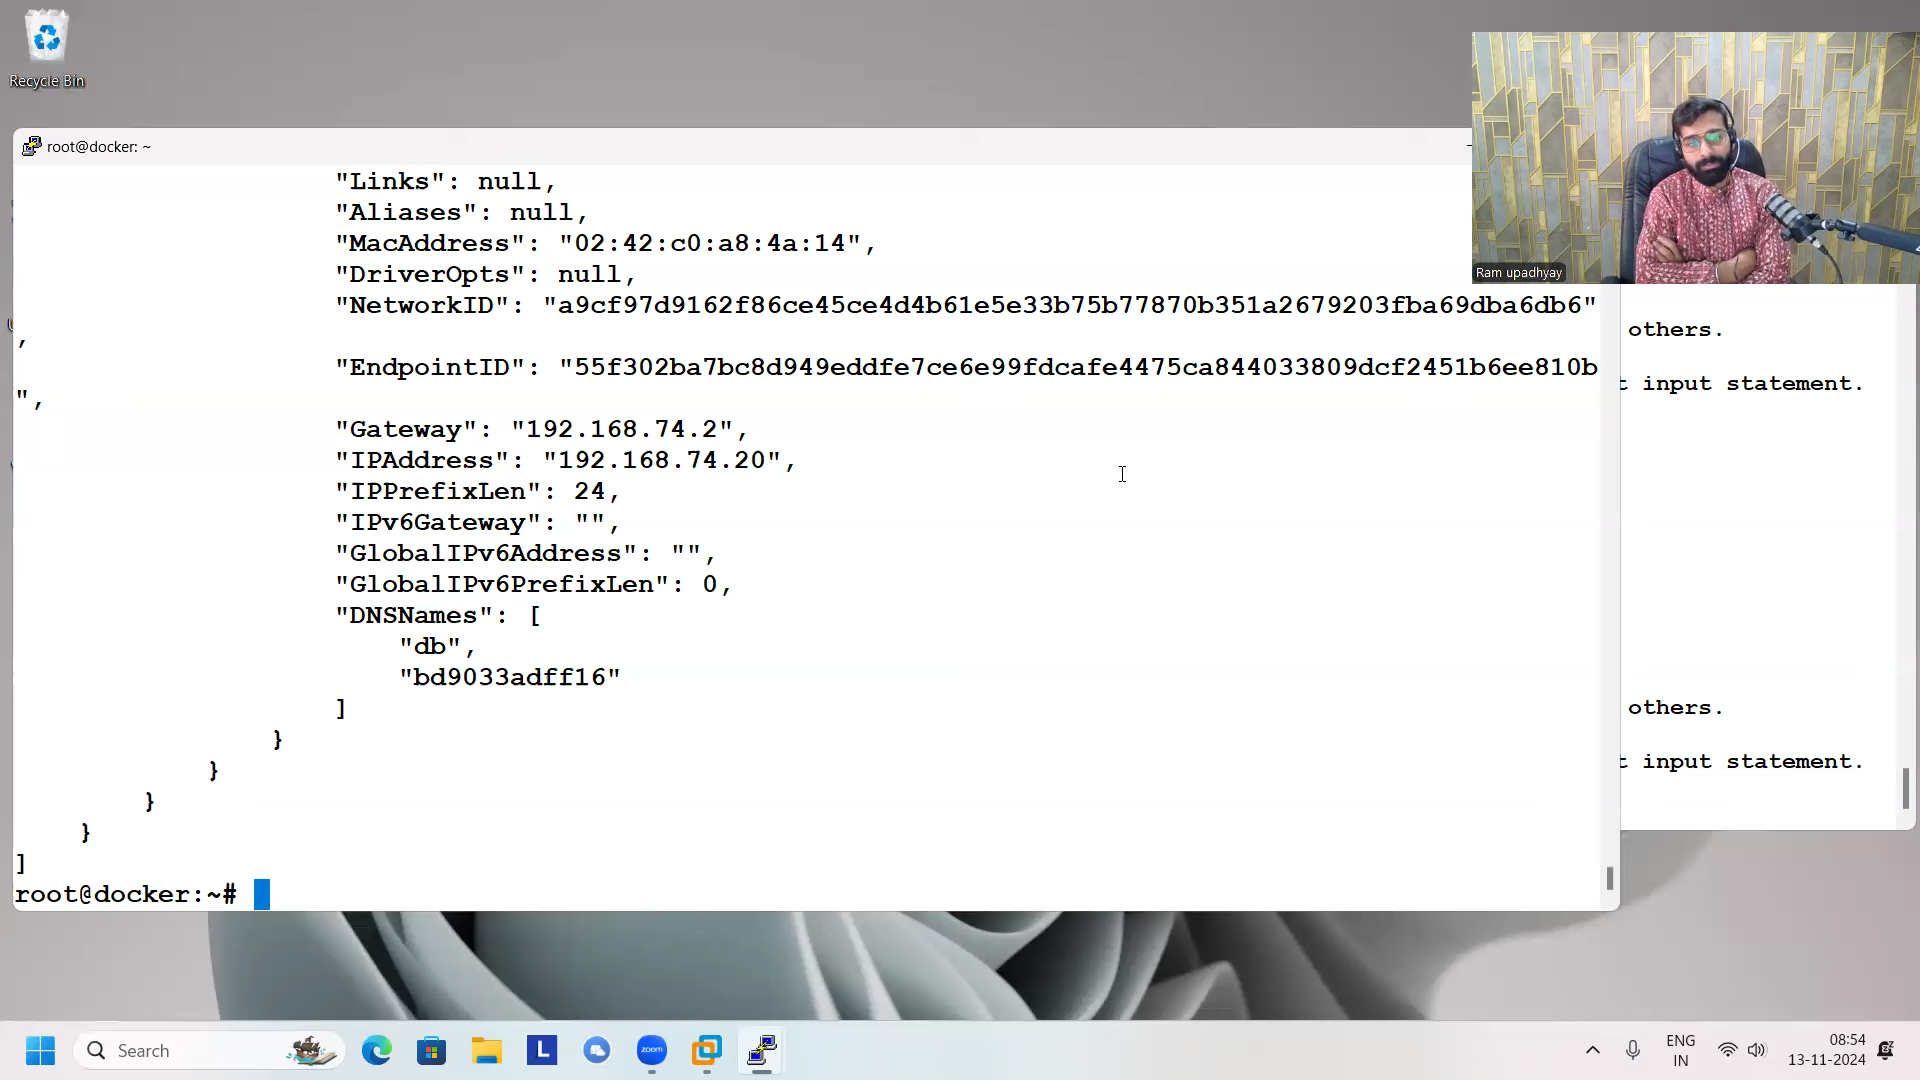 Recycle Bin
root@docker: ~
"Links": null,
"Aliases": null,
"MacAddress": "02:42:c0:a8:4a:14",
"DriverOpts": null,
"NetworkID": "a9cf97d9162f86ce45ce4d4b61e5e33b75b77870b351a2679203fba69dba6db6"
,
"EndpointID": "55f302ba7bc8d949eddfe7ce6e99fdcafe4475ca844033809dcf2451b6ee810b
",
"Gateway": "192.168.74.2",
"IPAddress": "192.168.74.20",
"IPPrefixLen": 24,
"IPv6Gateway": "",
"GlobalIPv6Address": "",
"GlobalIPv6PrefixLen": 0,
"DNSNames": [
"db",
"bd9033adff16"
]
}
}
}
}
]
root@docker:~#
Ram upadhyay
others.
t input statement.
others.
t input statement.
Search
L
zoom
ENG
IN
08:54
13-11-2024